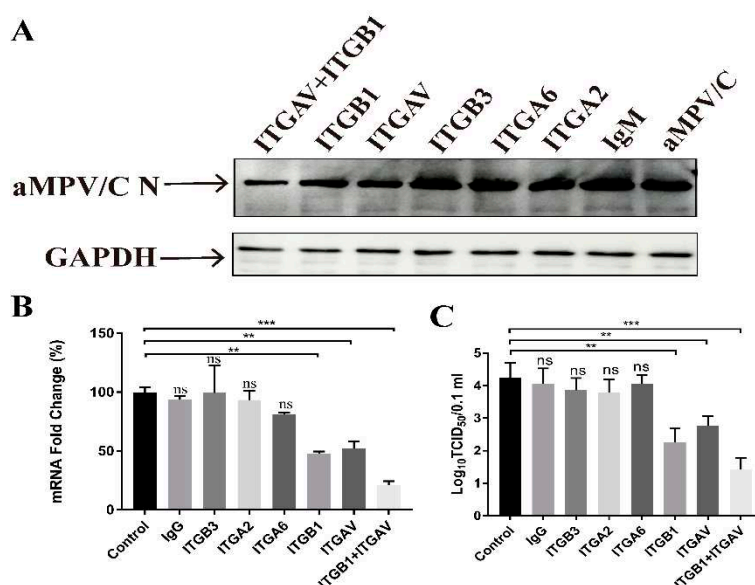 A
ITGAV+ITGB1
ITGB1
ITGAV
ITGB3
ITGA6
ITGA2
IgM
aMPV/C
aMPV/C N
GAPDH
B
mRNA Fold Change (%)
150
100
50
0
ns
ns
ns
ns
**
**
***
Control
IgG
ITGB3
ITGA2
ITGA6
ITGB1
ITGAV
ITGB1+ITGAV
C
Log10TCID50/0.1 ml
5
4
3
2
1
0
ns
ns
ns
ns
**
**
***
Control
IgG
ITGB3
ITGA2
ITGA6
ITGB1
ITGAV
ITGB1+ITGAV